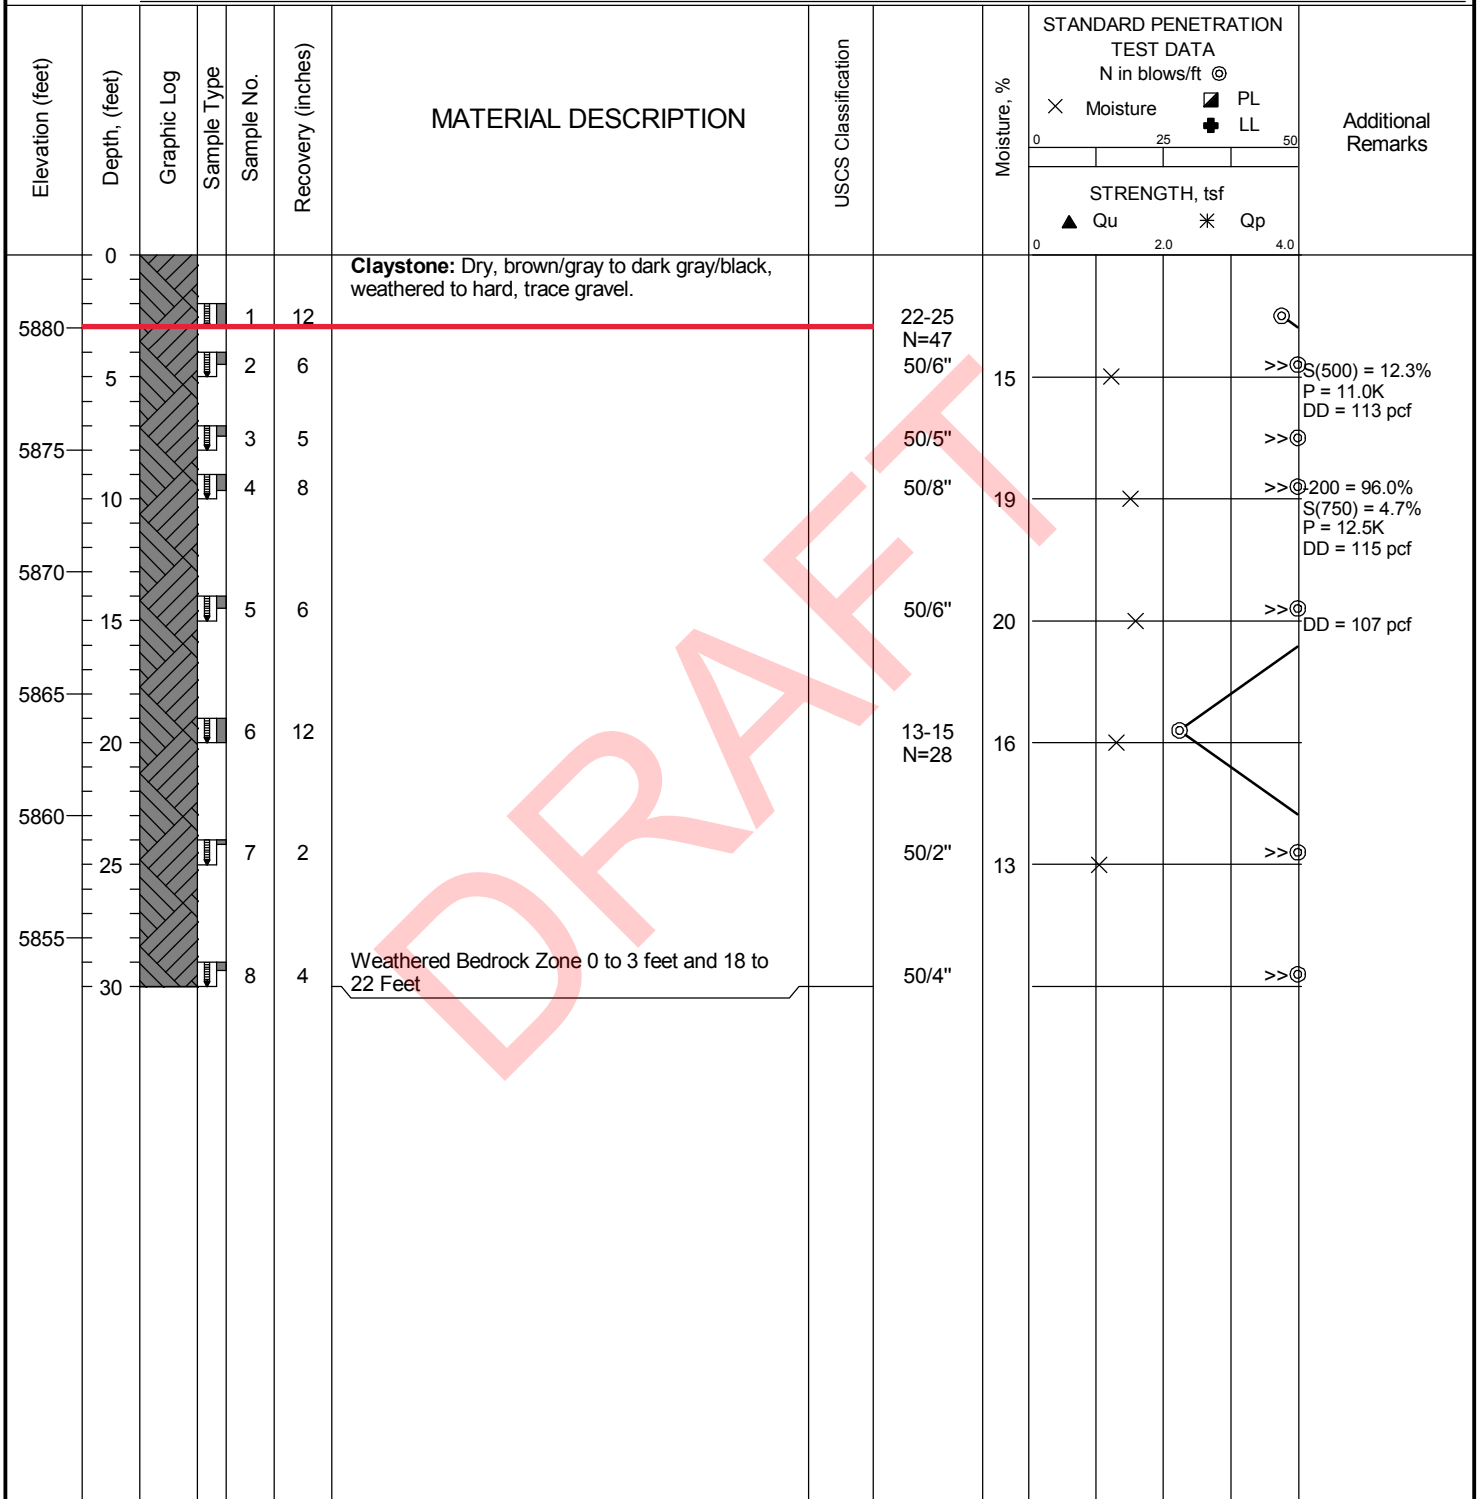 Elevation (feet)
Depth, (feet)
Graphic Log
Sample Type
Sample No.
Recovery (inches)
MATERIAL DESCRIPTION
USCS Classification
Moisture, %
STANDARD PENETRATION
TEST DATA
N in blows/ft
Moisture
PL
LL
0 25 50
STRENGTH, tsf
Qu Qp
0 2.0 4.0
Additional
Remarks
0
Claystone: Dry, brown/gray to dark gray/black,
weathered to hard, trace gravel.
5880
1 12 22-25
N=47
2 6 50/6" >>
5 15
S(500) = 12.3%
P = 11.0K
DD = 113 pcf
3 5 50/5" >>
5875
4 8 50/8" >>
10 19
-200 = 96.0%
S(750) = 4.7%
P = 12.5K
DD = 115 pcf
5870
5 6 50/6" >>
15 20
DD = 107 pcf
5865
6 12 13-15
N=28
20 16
5860
7 2 50/2" >>
25 13
5855
Weathered Bedrock Zone 0 to 3 feet and 18 to
22 Feet
8 4 50/4" >>
30
DRAFT